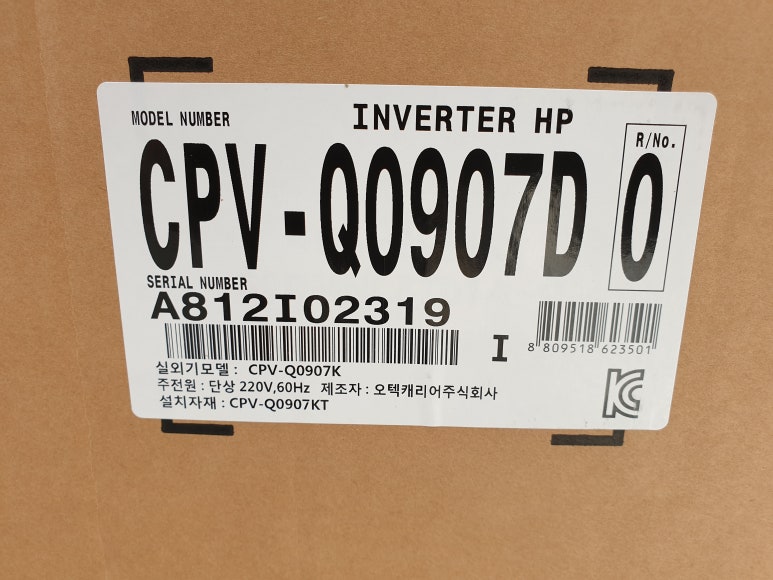 MODEL NUMBER
INVERTER HP
R/No.
CPV-Q0907D 0
SERIAL NUMBER
A812I02319
I
8 809518 623501
실외기모델 : CPV-Q0907K
주전원 : 단상 220V,60Hz 제조자 : 오텍캐리어주식회사
설치자재 : CPV-Q0907KT
KC